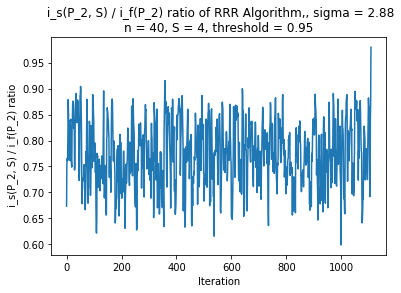 i_s(P_2, S) / i_f(P_2) ratio of RRR Algorithm,, sigma = 2.88
n = 40, S = 4, threshold = 0.95
i_s(P_2, S) / i_f(P_2) ratio
0.95
0.90
0.85
0.80
0.75
0.70
0.65
0.60
0 200 400 600 800 1000
Iteration